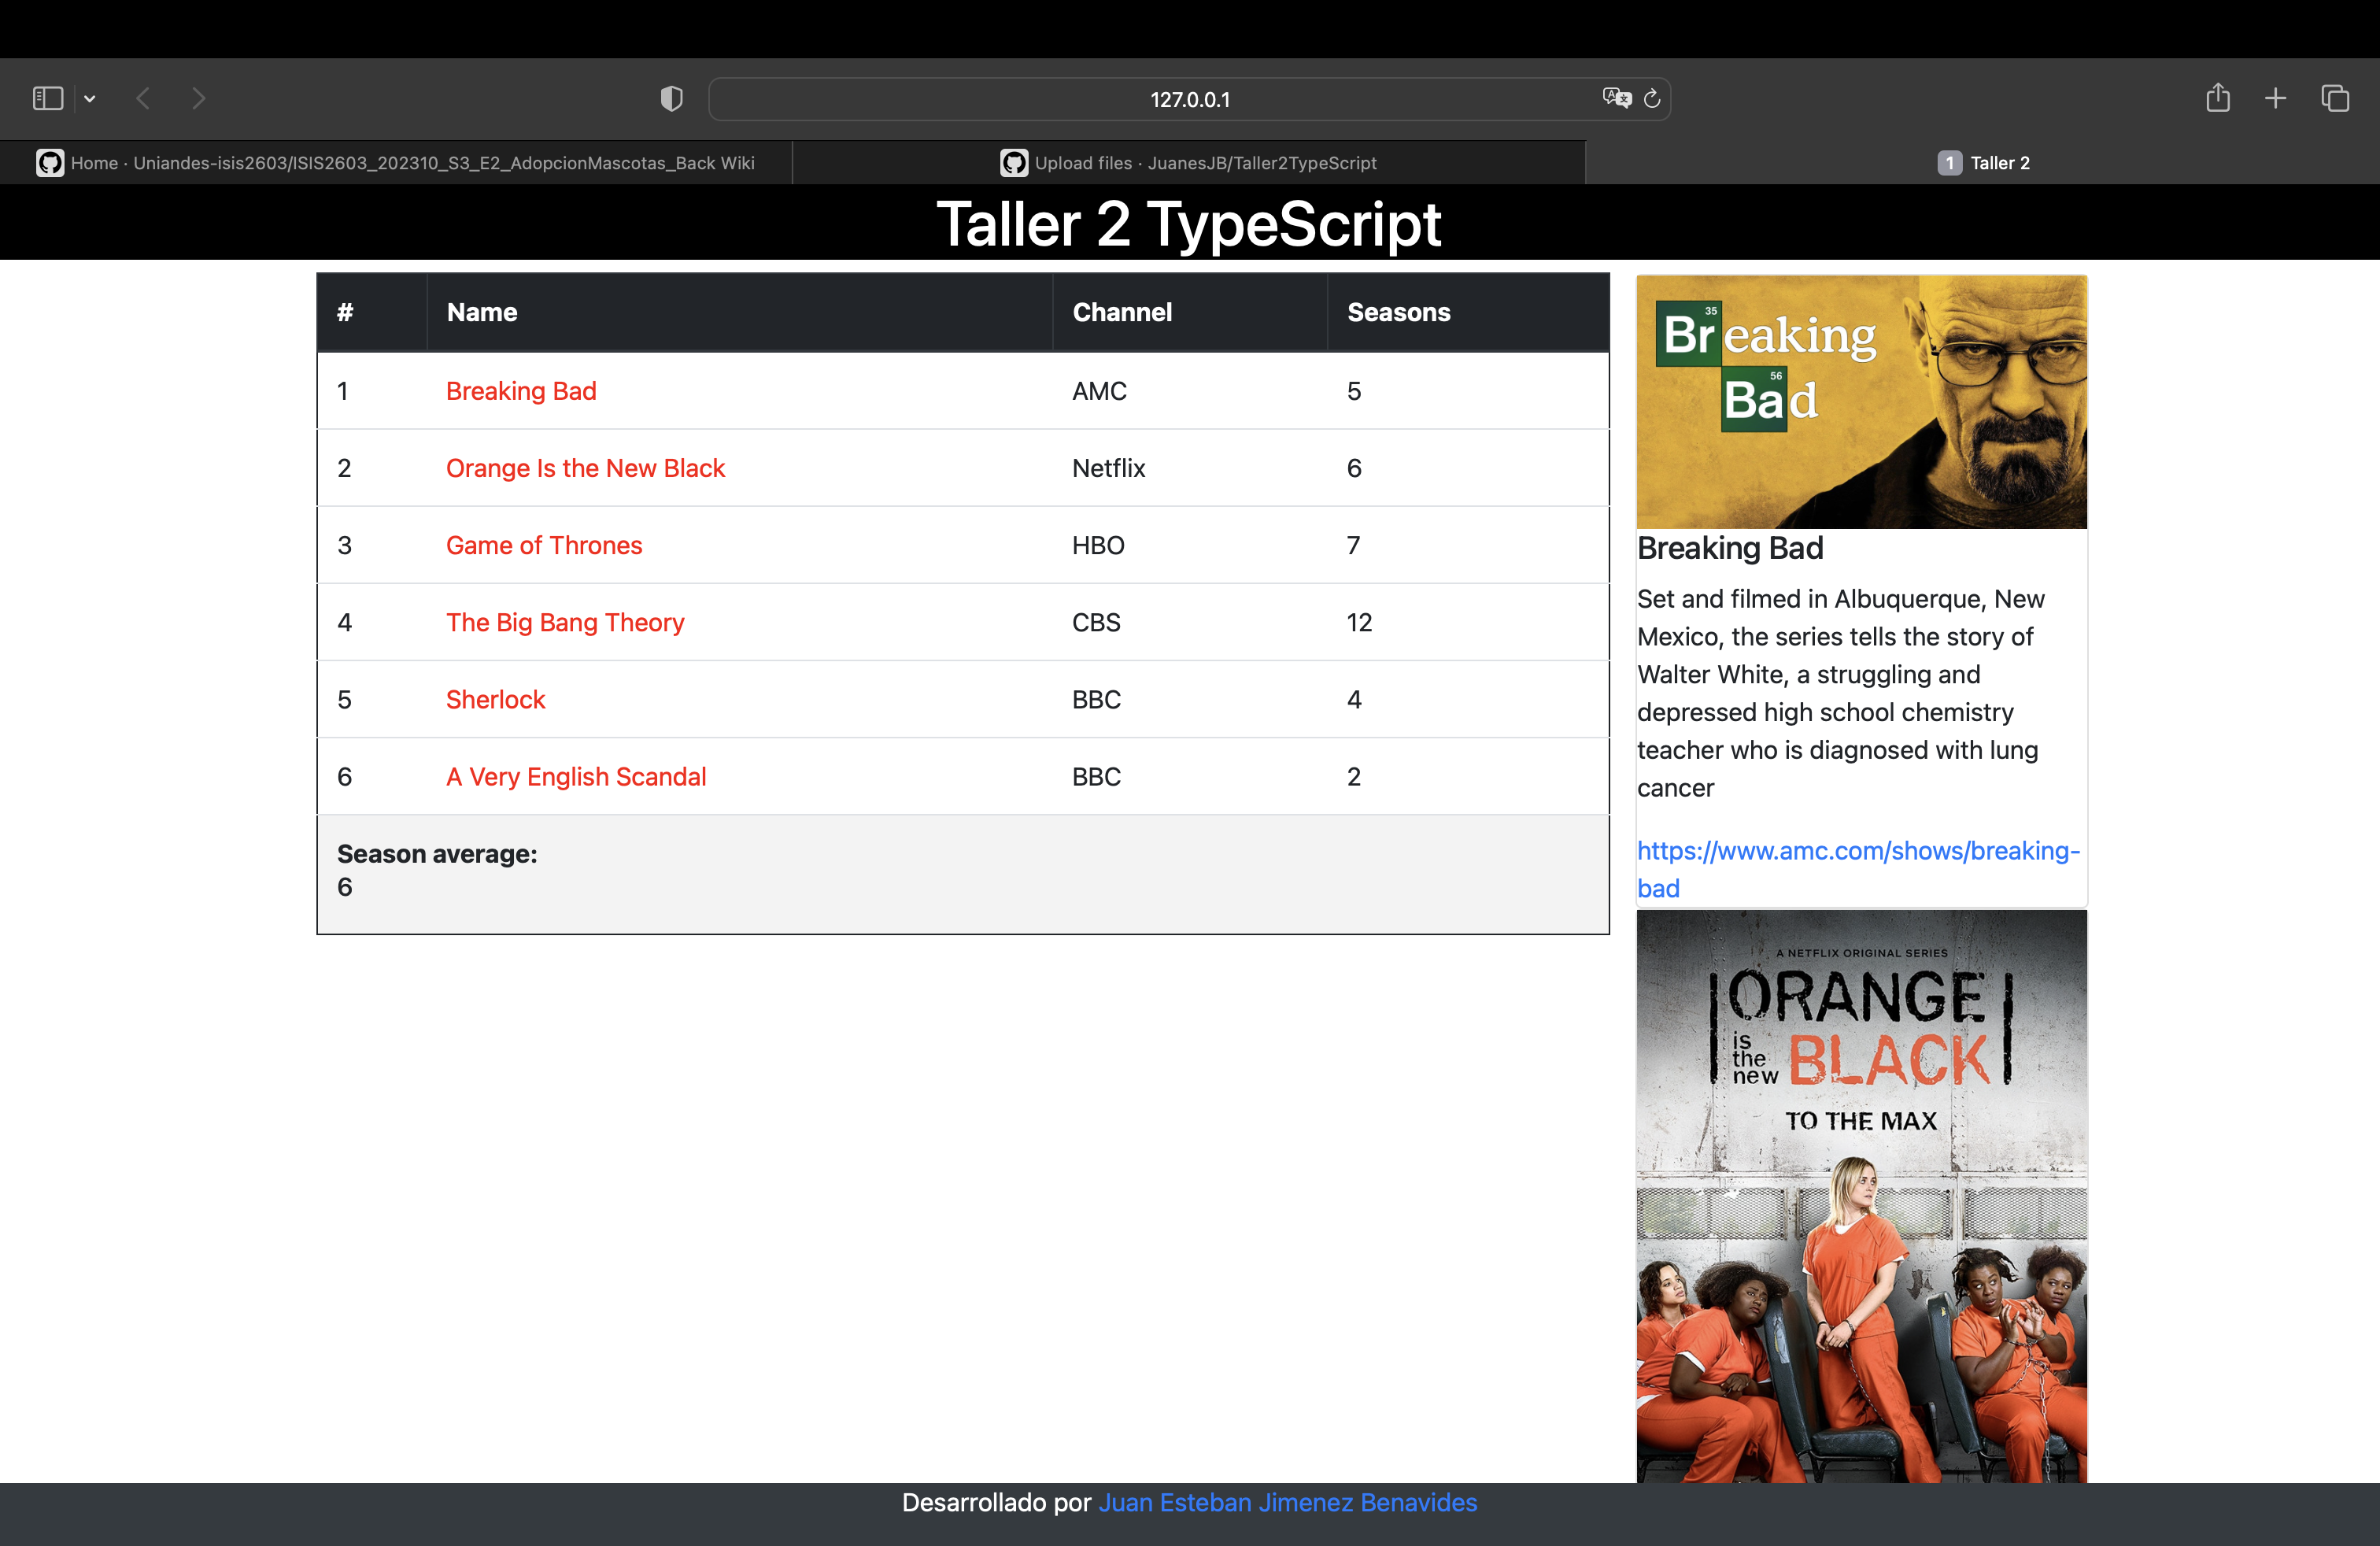 127.0.0.1
Home · Uniandes-isis2603/ISIS2603_202310_S3_E2_AdopcionMascotas_Back Wiki
Upload files · JuanesJB/Taller2TypeScript
1 Taller 2
Taller 2 TypeScript
# Name Channel Seasons
1 Breaking Bad AMC 5
2 Orange Is the New Black Netflix 6
3 Game of Thrones HBO 7
4 The Big Bang Theory CBS 12
5 Sherlock BBC 4
6 A Very English Scandal BBC 2
Season average:
6
35
Breaking
56
Bad
Breaking Bad
Set and filmed in Albuquerque, New
Mexico, the series tells the story of
Walter White, a struggling and
depressed high school chemistry
teacher who is diagnosed with lung
cancer
https://www.amc.com/shows/breaking-
bad
A NETFLIX ORIGINAL SERIES
ORANGE
is
the
new BLACK
TO THE MAX
Desarrollado por Juan Esteban Jimenez Benavides